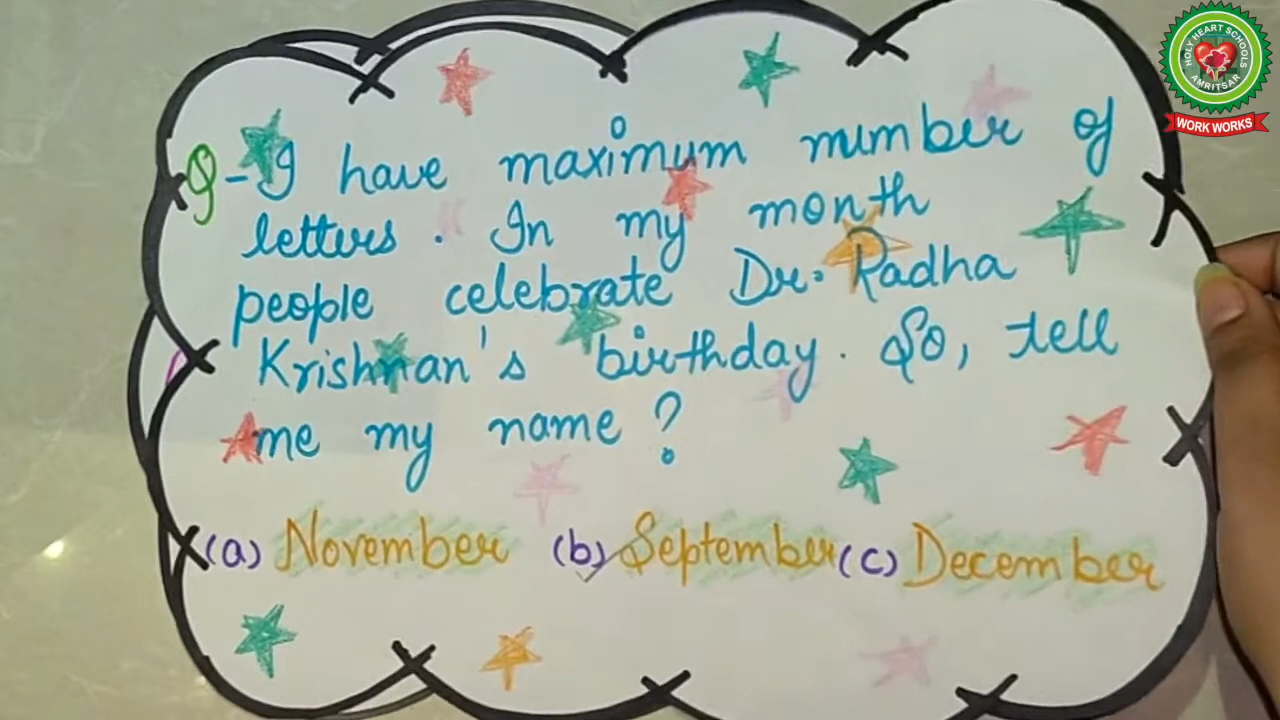 Q- I have maximum number of
letters. In my month
people celebrate Dr. Radha
Krishnan's birthday. So, tell
me my name?
(a) November (b) September (c) December
HOLY HEART SCHOOLS
AMRITSAR
WORK WORKS